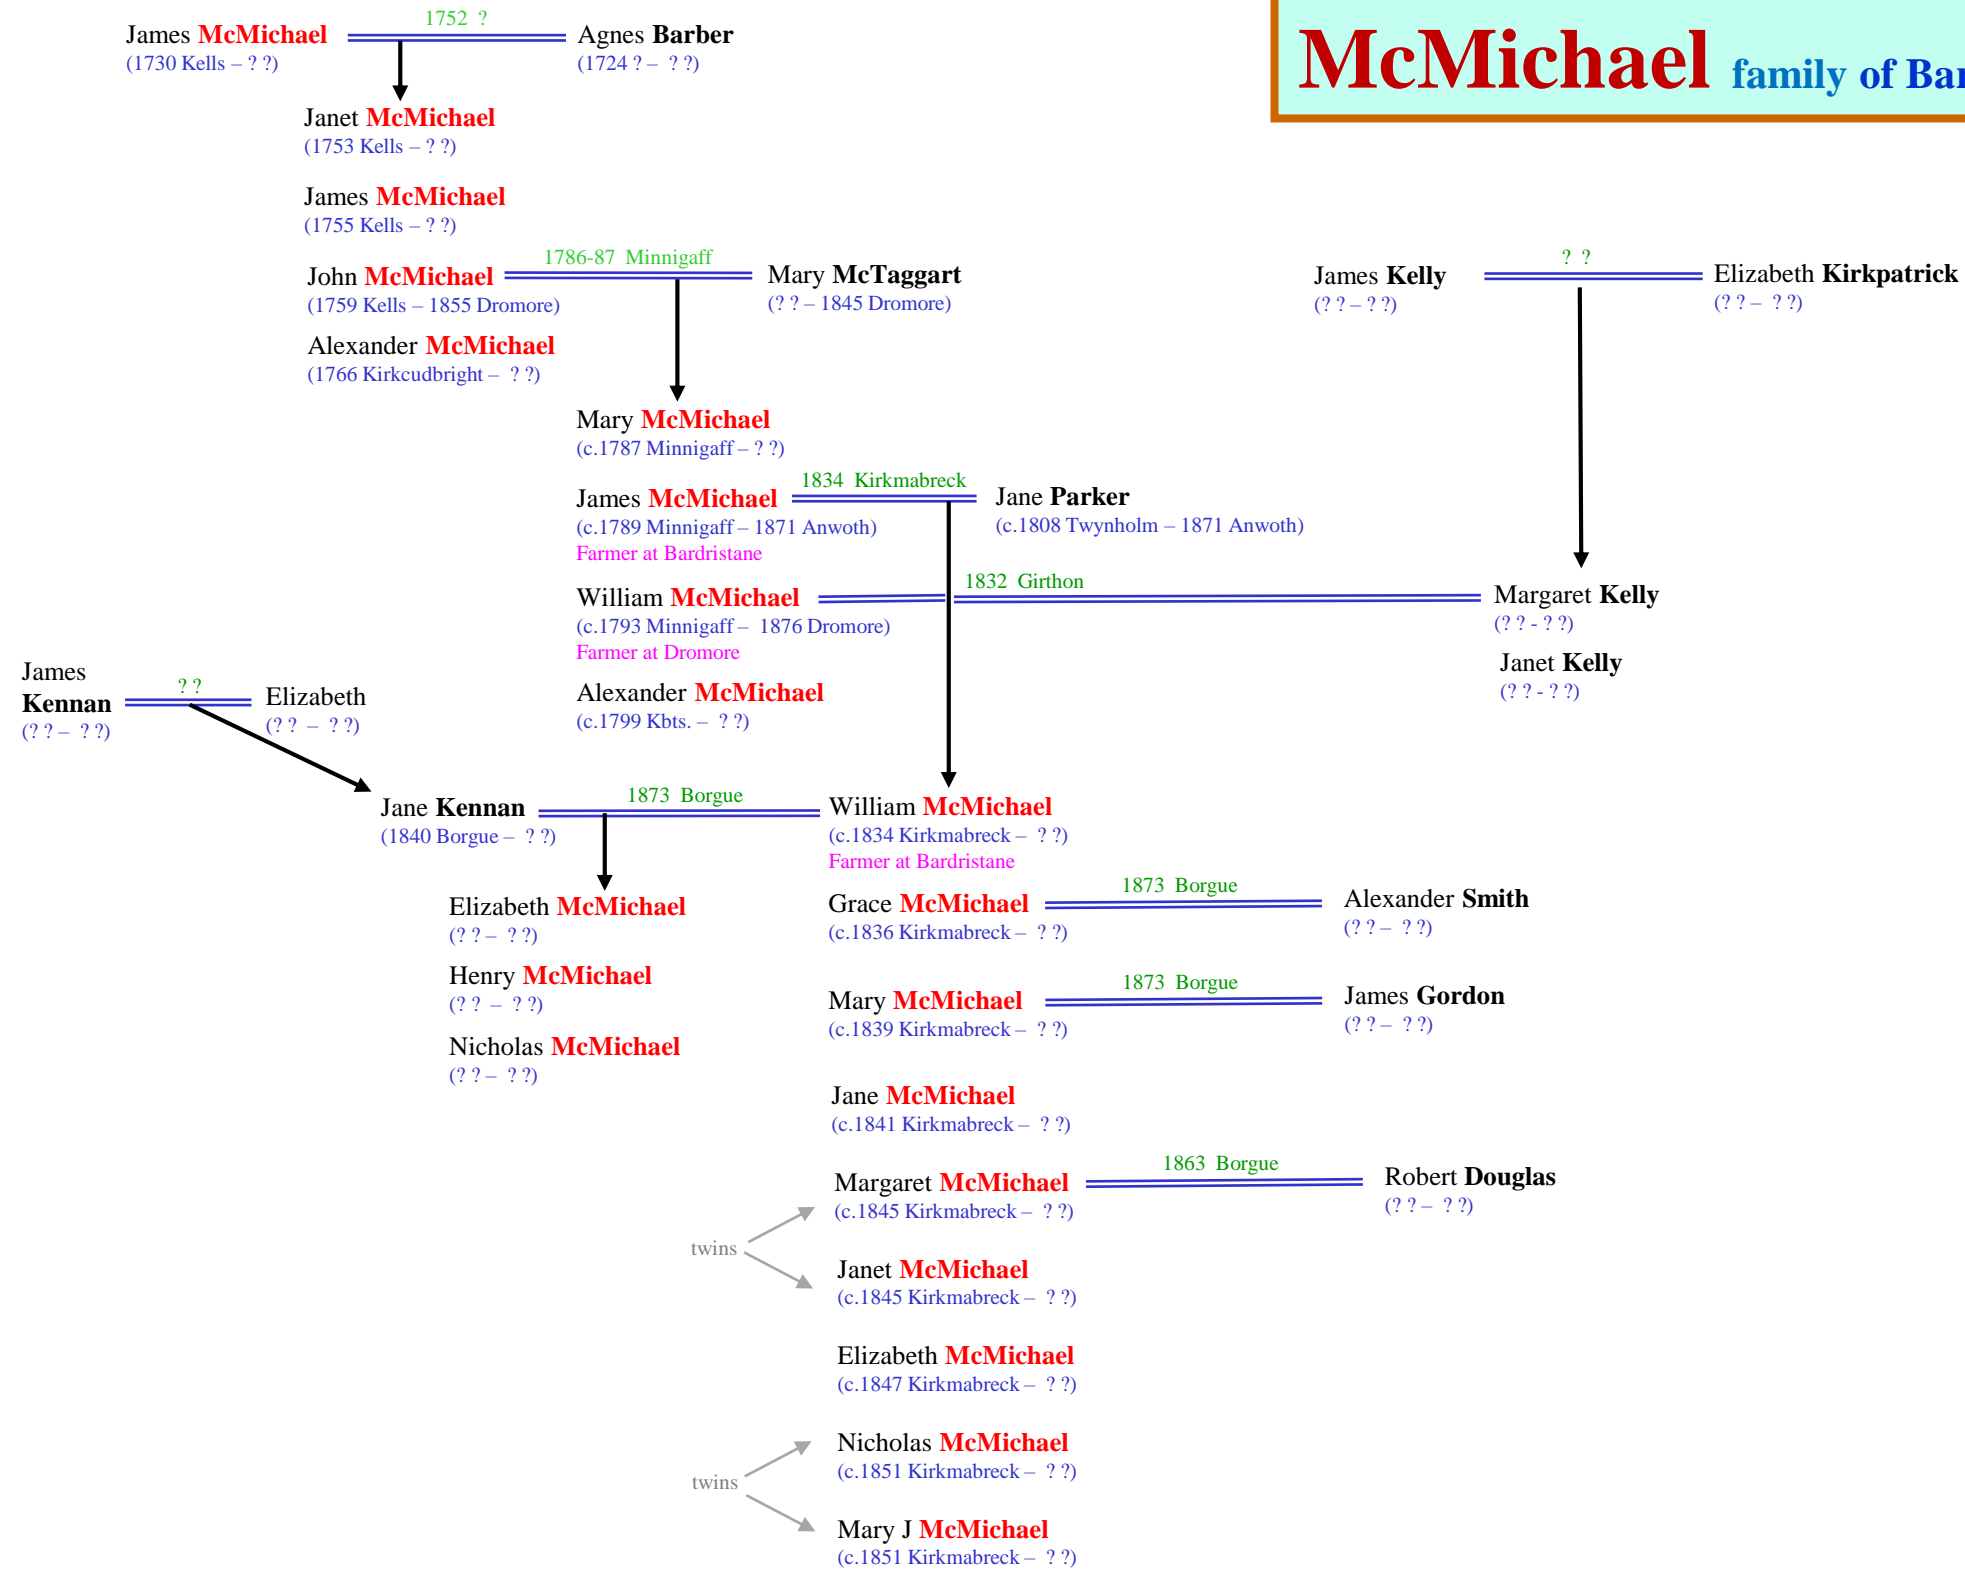 McMichael family of Bar
1752 ?
James McMichael
(1730 Kells – ? ?)
Agnes Barber
(1724 ? – ? ?)
Janet McMichael
(1753 Kells – ? ?)
James McMichael
(1755 Kells – ? ?)
1786-87 Minnigaff
John McMichael
(1759 Kells – 1855 Dromore)
Mary McTaggart
(? ? – 1845 Dromore)
? ?
James Kelly
(? ? – ? ?)
Elizabeth Kirkpatrick
(? ? – ? ?)
Alexander McMichael
(1766 Kirkcudbright – ? ?)
Mary McMichael
(c.1787 Minnigaff – ? ?)
1834 Kirkmabreck
James McMichael
(c.1789 Minnigaff – 1871 Anwoth)
Farmer at Bardristane
Jane Parker
(c.1808 Twynholm – 1871 Anwoth)
1832 Girthon
William McMichael
(c.1793 Minnigaff – 1876 Dromore)
Farmer at Dromore
Margaret Kelly
(? ? - ? ?)
Janet Kelly
(? ? - ? ?)
Alexander McMichael
(c.1799 Kbts. – ? ?)
James
Kennan
(? ? – ? ?)
? ?
Elizabeth
(? ? – ? ?)
Jane Kennan
(1840 Borgue – ? ?)
1873 Borgue
William McMichael
(c.1834 Kirkmabreck – ? ?)
Farmer at Bardristane
Elizabeth McMichael
(? ? – ? ?)
Henry McMichael
(? ? – ? ?)
Nicholas McMichael
(? ? – ? ?)
Grace McMichael
(c.1836 Kirkmabreck – ? ?)
1873 Borgue
Alexander Smith
(? ? – ? ?)
Mary McMichael
(c.1839 Kirkmabreck – ? ?)
1873 Borgue
James Gordon
(? ? – ? ?)
Jane McMichael
(c.1841 Kirkmabreck – ? ?)
Margaret McMichael
(c.1845 Kirkmabreck – ? ?)
1863 Borgue
Robert Douglas
(? ? – ? ?)
twins
Janet McMichael
(c.1845 Kirkmabreck – ? ?)
Elizabeth McMichael
(c.1847 Kirkmabreck – ? ?)
Nicholas McMichael
(c.1851 Kirkmabreck – ? ?)
twins
Mary J McMichael
(c.1851 Kirkmabreck – ? ?)